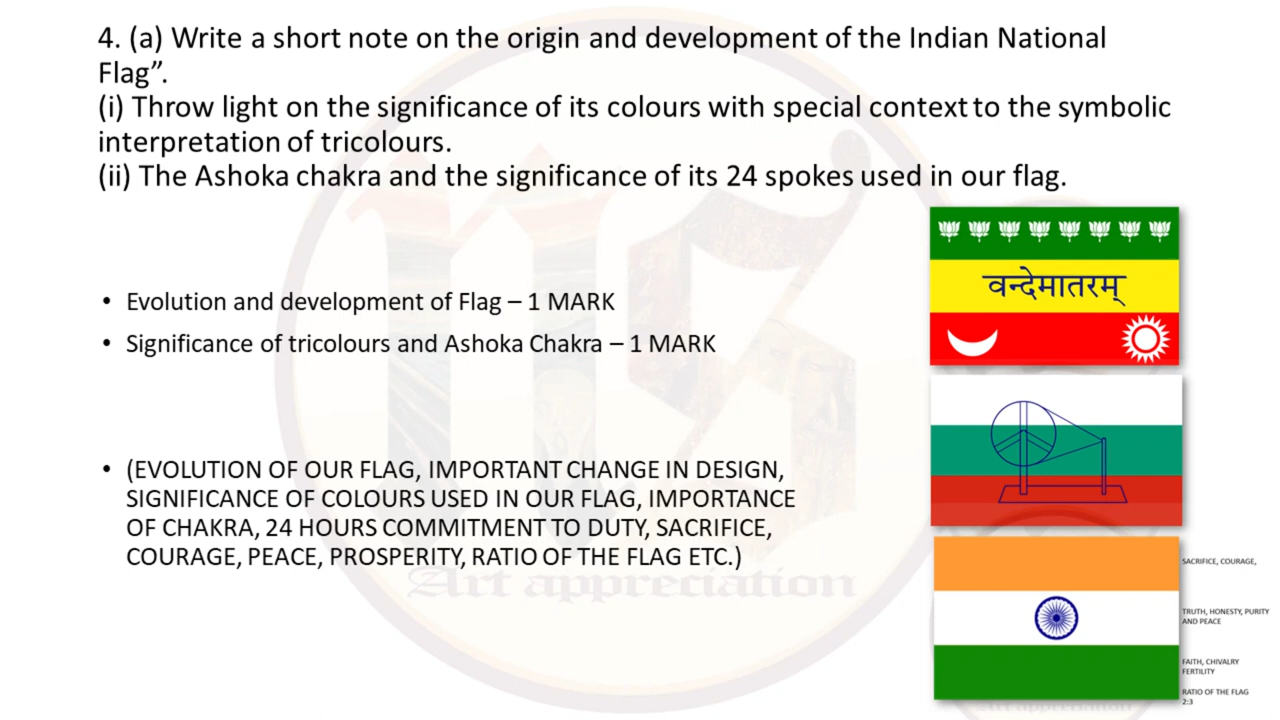 4. (a) Write a short note on the origin and development of the Indian National
Flag”.
(i) Throw light on the significance of its colours with special context to the symbolic
interpretation of tricolours.
(ii) The Ashoka chakra and the significance of its 24 spokes used in our flag.
• Evolution and development of Flag – 1 MARK
• Significance of tricolours and Ashoka Chakra – 1 MARK
• (EVOLUTION OF OUR FLAG, IMPORTANT CHANGE IN DESIGN,
SIGNIFICANCE OF COLOURS USED IN OUR FLAG, IMPORTANCE
OF CHAKRA, 24 HOURS COMMITMENT TO DUTY, SACRIFICE,
COURAGE, PEACE, PROSPERITY, RATIO OF THE FLAG ETC.)
Art appreciation
वन्देमातरम्
SACRIFICE, COURAGE,
TRUTH, HONESTY, PURITY
AND PEACE
FAITH, CHIVALRY
FERTILITY
RATIO OF THE FLAG
2:3
Art appreciation